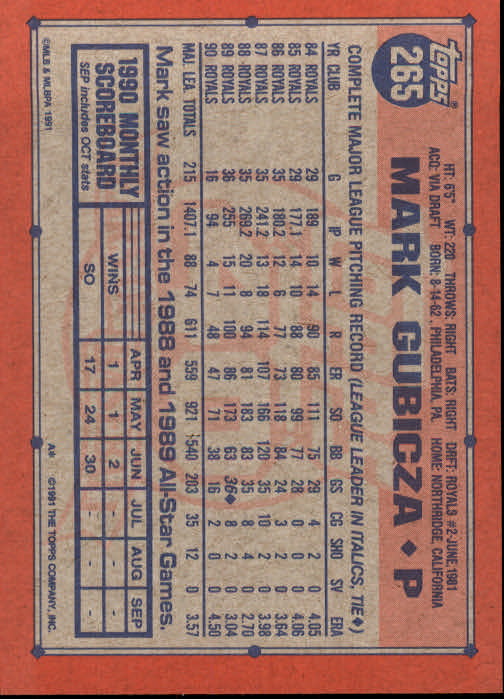 TOPPS®
265
MARK GUBICZA ♦ P
HT: 6'5" WT: 220 THROWS: RIGHT BATS: RIGHT DRFT: ROYALS #2-JUNE, 1981
ACQ: VIA DRAFT BORN: 8-14-62, PHILADELPHIA, PA. HOME: NORTHRIDGE, CALIFORNIA
COMPLETE MAJOR LEAGUE PITCHING RECORD (LEAGUE LEADER IN ITALICS, TIE♦)
YR CLUB G IP W L R ER SO BB GS CG SHO SV ERA
84 ROYALS 29 189 10 14 90 85 111 75 29 4 2 0 4.05
85 ROYALS 29 177.1 14 10 88 80 99 77 28 0 0 0 4.06
86 ROYALS 35 180.2 12 6 77 73 118 84 24 3 2 0 3.64
87 ROYALS 35 241.2 13 18 114 107 166 120 35 10 2 0 3.98
88 ROYALS 35 269.2 20 8 94 81 183 83 35 8 4 0 2.70
89 ROYALS 36 255 15 11 100 86 173 63 36♦ 8 2 0 3.04
90 ROYALS 16 94 4 7 48 47 71 38 16 2 0 0 4.50
MAJ. LEA. TOTALS 215 1407.1 88 74 611 559 921 540 203 35 12 0 3.57
Mark saw action in the 1988 and 1989 All-Star Games.
1990 MONTHLY
SCOREBOARD
SEP includes OCT stats
APR MAY JUN JUL AUG SEP
WINS 1 1 2 - - -
SO 17 24 30 - - -
©MLB & MLBPA 1991
A※ ©1991 THE TOPPS COMPANY, INC.